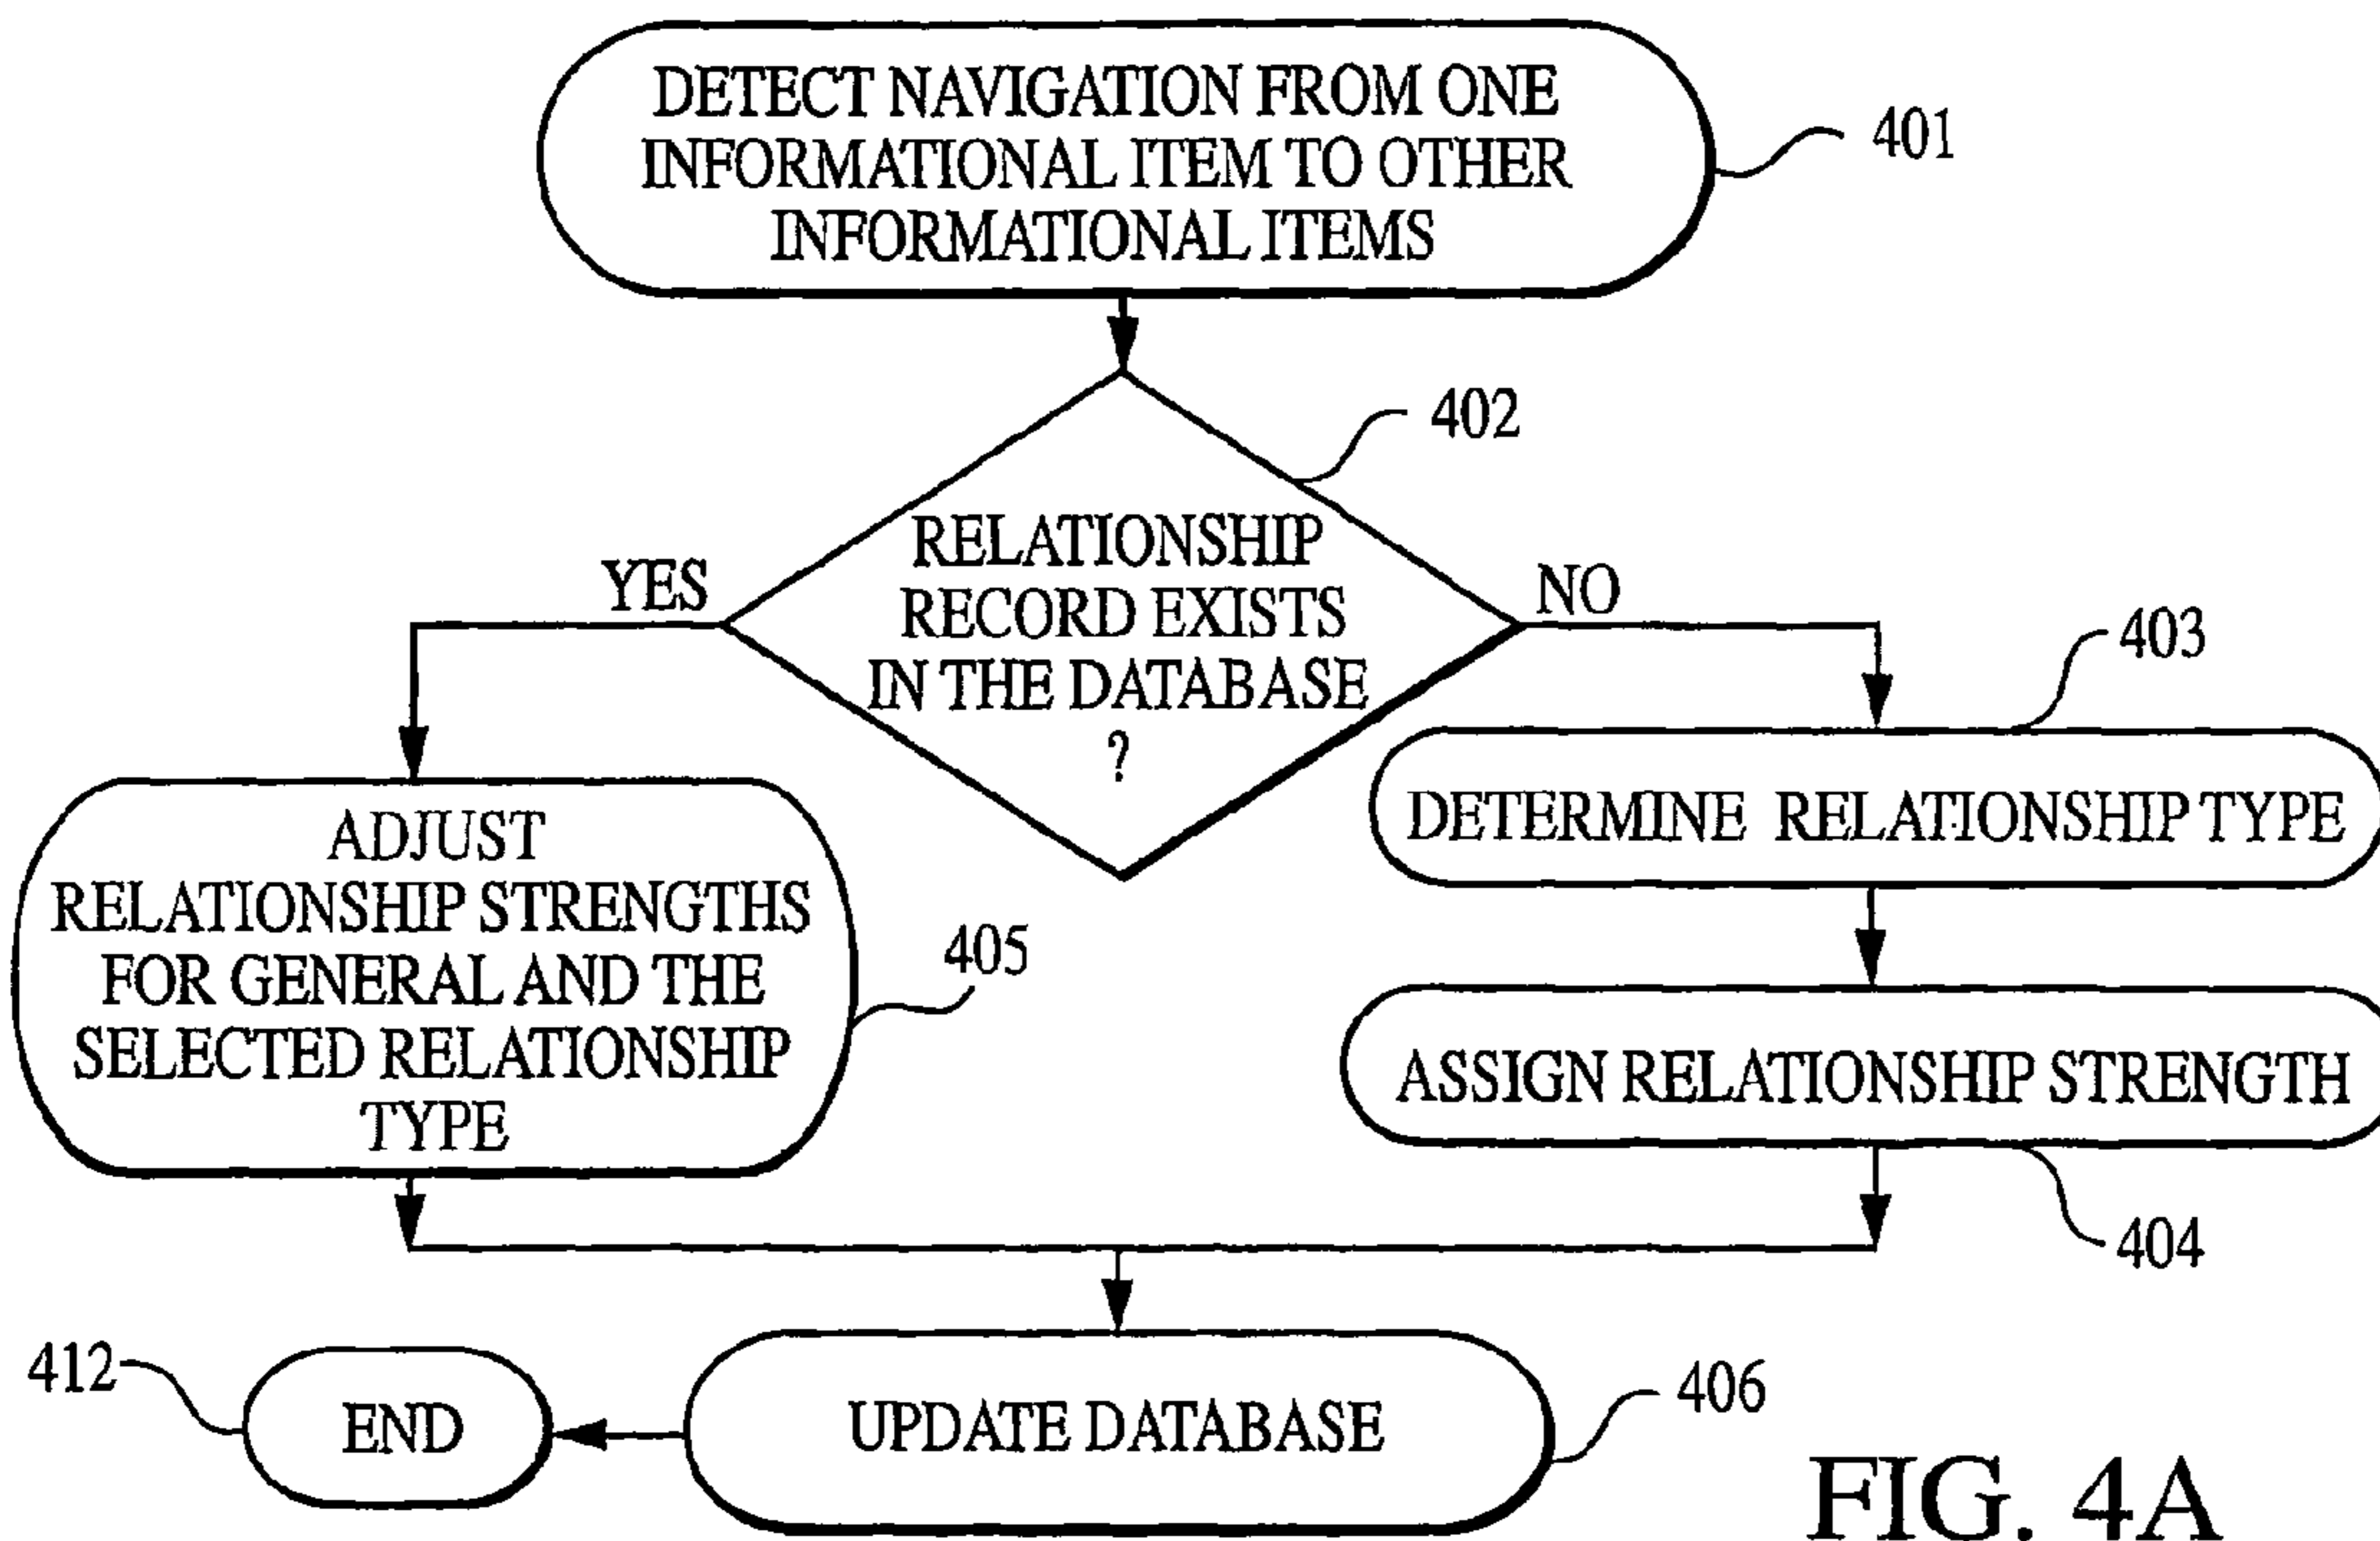 DETECT NAVIGATION FROM ONE
INFORMATIONAL ITEM TO OTHER
INFORMATIONAL ITEMS
401
402
RELATIONSHIP
RECORD EXISTS
IN THE DATABASE
?
YES
NO
403
DETERMINE RELATIONSHIP TYPE
ADJUST
RELATIONSHIP STRENGTHS
FOR GENERAL AND THE
SELECTED RELATIONSHIP
TYPE
405
ASSIGN RELATIONSHIP STRENGTH
404
412
END
UPDATE DATABASE
406
FIG. 4A